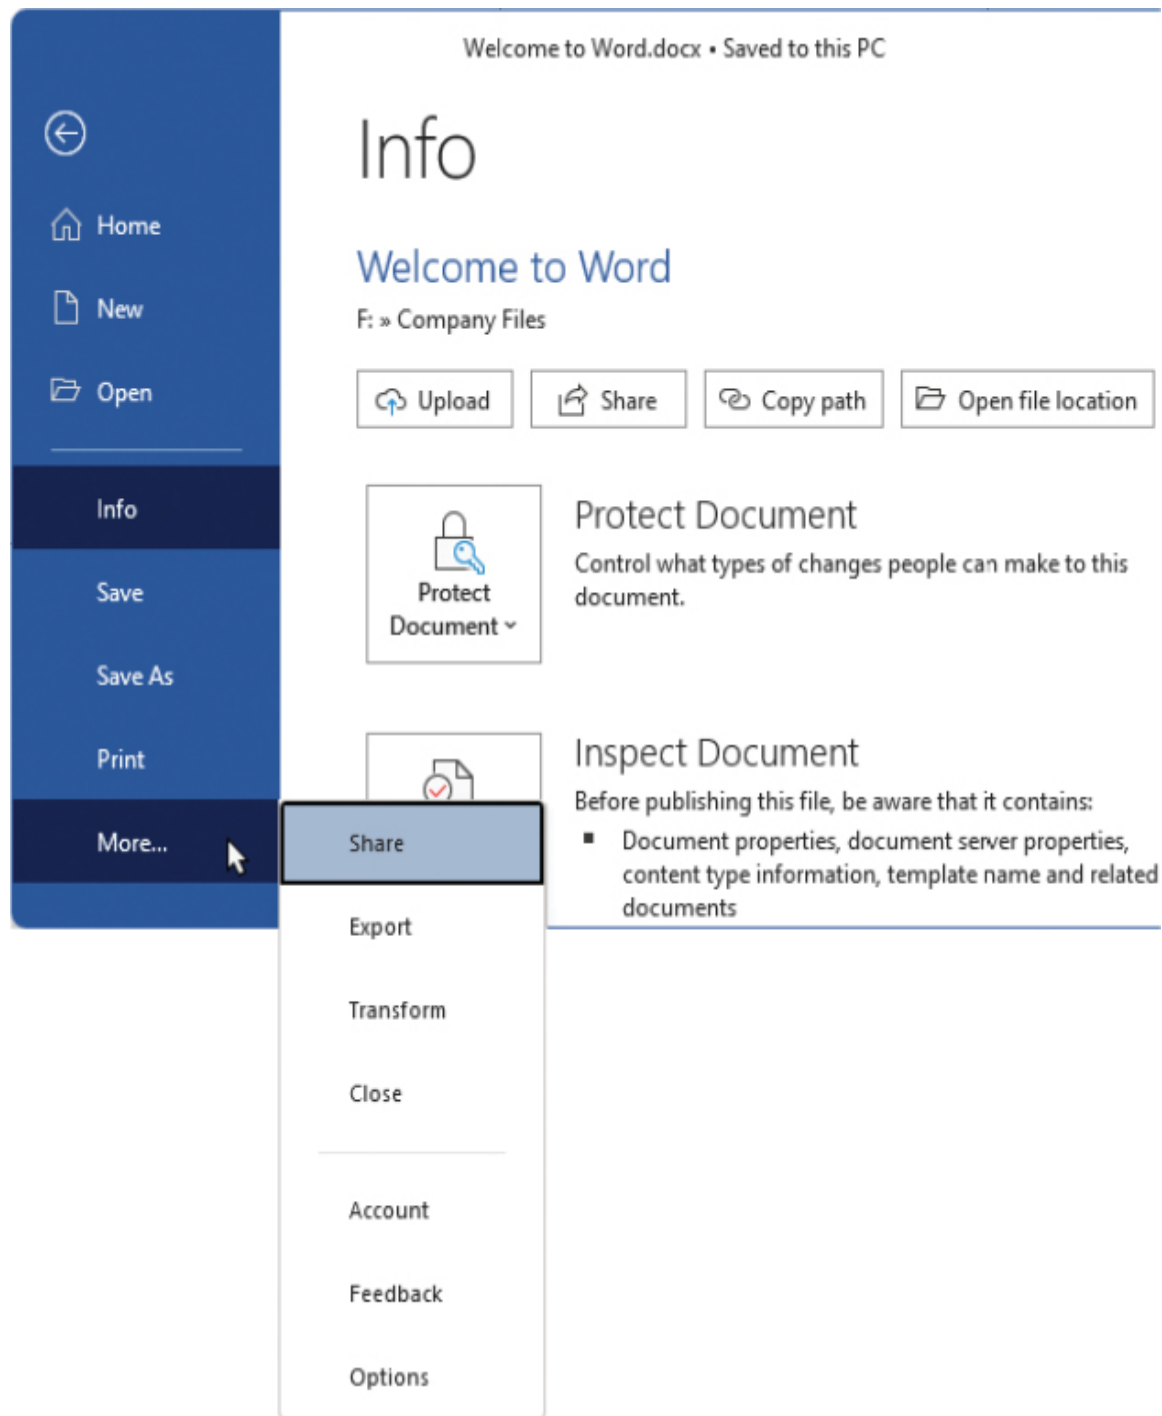 Welcome to Word.docx • Saved to this PC
Info
Home
New
Open
Info
Save
Save As
Print
More...
Welcome to Word
F: » Company Files
Upload
Share
Copy path
Open file location
Protect
Document
Protect Document
Control what types of changes people can make to this
document.
Inspect Document
Before publishing this file, be aware that it contains:
▪ Document properties, document server properties,
content type information, template name and related
documents
Share
Export
Transform
Close
Account
Feedback
Options